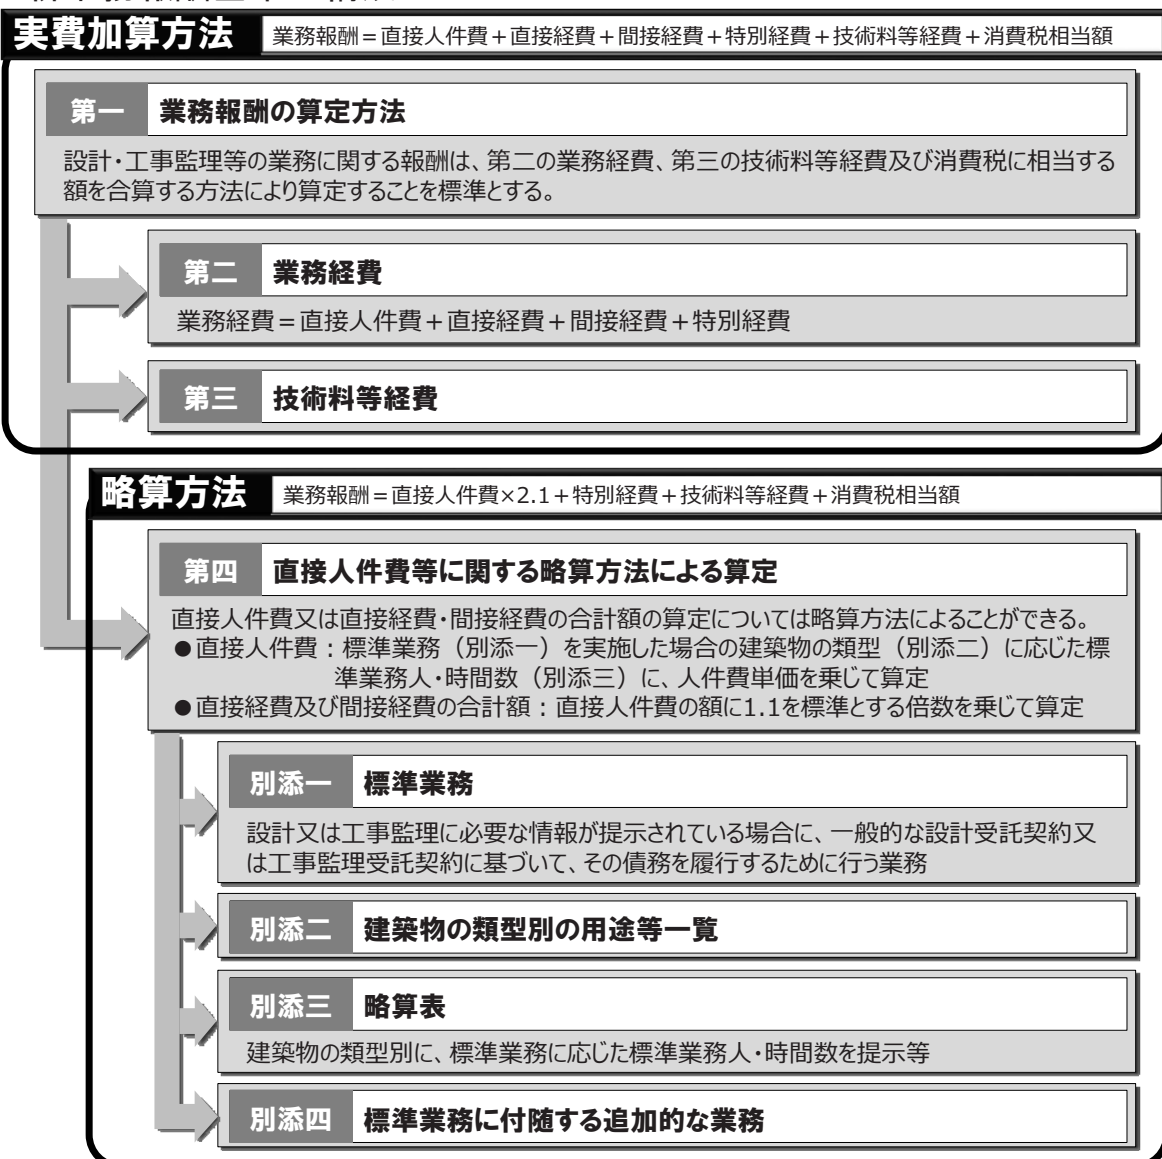 実費加算方法
業務報酬＝直接人件費＋直接経費＋間接経費＋特別経費＋技術料等経費＋消費税相当額
第一 業務報酬の算定方法
設計・工事監理等の業務に関する報酬は、第二の業務経費、第三の技術料等経費及び消費税に相当する
額を合算する方法により算定することを標準とする。
第二 業務経費
業務経費＝直接人件費＋直接経費＋間接経費＋特別経費
第三 技術料等経費
略算方法
業務報酬＝直接人件費×2.1＋特別経費＋技術料等経費＋消費税相当額
第四 直接人件費等に関する略算方法による算定
直接人件費又は直接経費・間接経費の合計額の算定については略算方法によることができる。
●直接人件費：標準業務（別添一）を実施した場合の建築物の類型（別添二）に応じた標
準業務人・時間数（別添三）に、人件費単価を乗じて算定
●直接経費及び間接経費の合計額：直接人件費の額に1.1を標準とする倍数を乗じて算定
別添一 標準業務
設計又は工事監理に必要な情報が提示されている場合に、一般的な設計受託契約又
は工事監理受託契約に基づいて、その債務を履行するために行う業務
別添二 建築物の類型別の用途等一覧
別添三 略算表
建築物の類型別に、標準業務に応じた標準業務人・時間数を提示等
別添四 標準業務に付随する追加的な業務